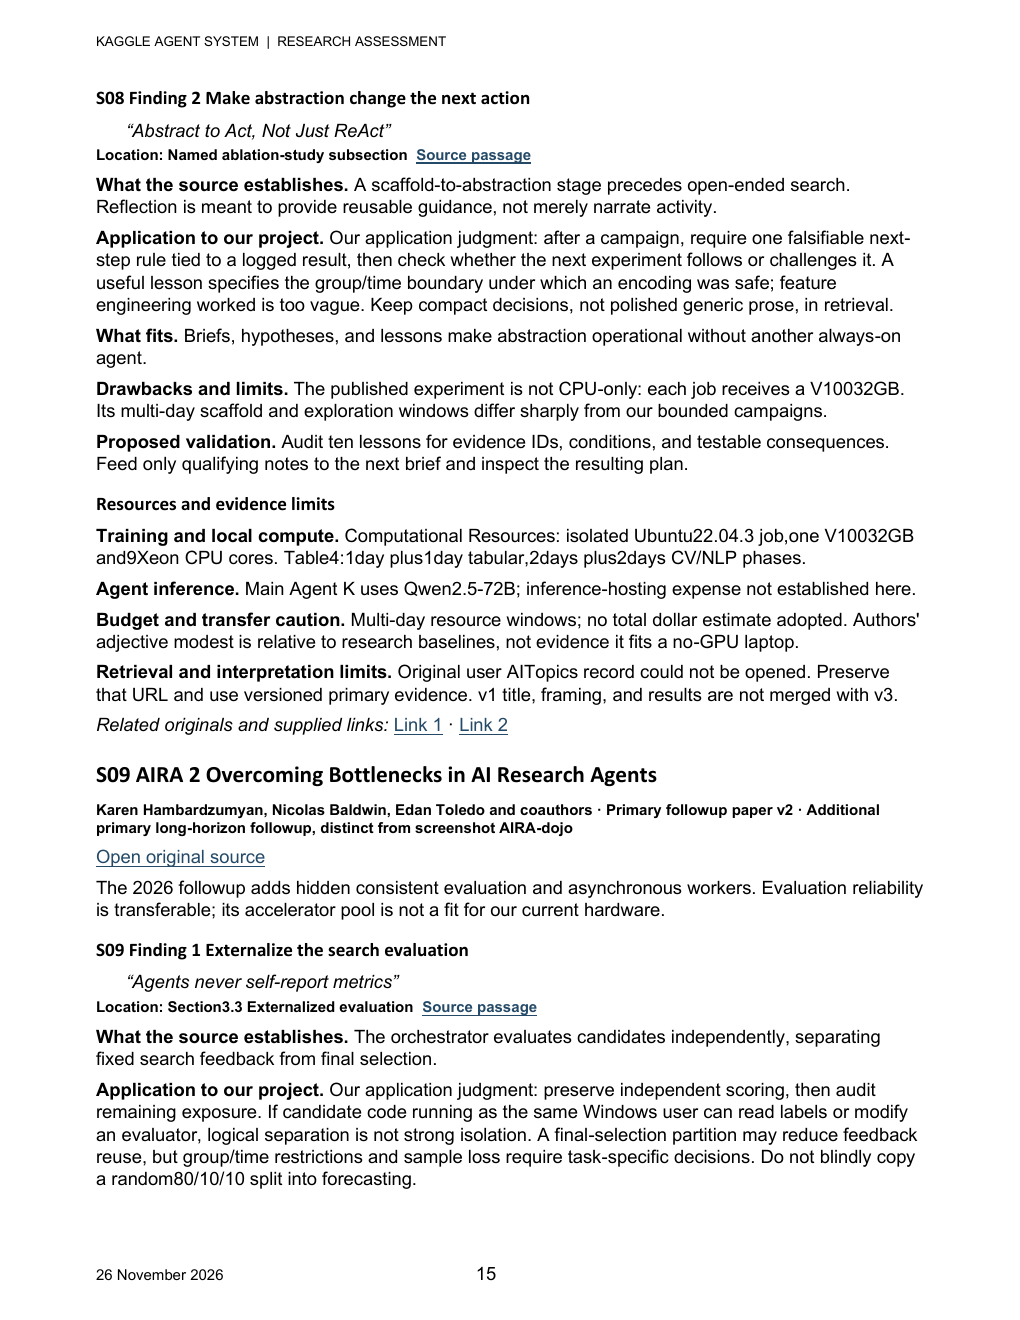 KAGGLE AGENT SYSTEM | RESEARCH ASSESSMENT
S08 Finding 2 Make abstraction change the next action
“Abstract to Act, Not Just ReAct”
Location: Named ablation-study subsection Source passage
What the source establishes. A scaffold-to-abstraction stage precedes open-ended search.
Reflection is meant to provide reusable guidance, not merely narrate activity.
Application to our project. Our application judgment: after a campaign, require one falsifiable next-
step rule tied to a logged result, then check whether the next experiment follows or challenges it. A
useful lesson specifies the group/time boundary under which an encoding was safe; feature
engineering worked is too vague. Keep compact decisions, not polished generic prose, in retrieval.
What fits. Briefs, hypotheses, and lessons make abstraction operational without another always-on
agent.
Drawbacks and limits. The published experiment is not CPU-only: each job receives a V10032GB.
Its multi-day scaffold and exploration windows differ sharply from our bounded campaigns.
Proposed validation. Audit ten lessons for evidence IDs, conditions, and testable consequences.
Feed only qualifying notes to the next brief and inspect the resulting plan.
Resources and evidence limits
Training and local compute. Computational Resources: isolated Ubuntu22.04.3 job,one V10032GB
and9Xeon CPU cores. Table4:1day plus1day tabular,2days plus2days CV/NLP phases.
Agent inference. Main Agent K uses Qwen2.5-72B; inference-hosting expense not established here.
Budget and transfer caution. Multi-day resource windows; no total dollar estimate adopted. Authors'
adjective modest is relative to research baselines, not evidence it fits a no-GPU laptop.
Retrieval and interpretation limits. Original user AITopics record could not be opened. Preserve
that URL and use versioned primary evidence. v1 title, framing, and results are not merged with v3.
Related originals and supplied links: Link 1 · Link 2
S09 AIRA 2 Overcoming Bottlenecks in AI Research Agents
Karen Hambardzumyan, Nicolas Baldwin, Edan Toledo and coauthors · Primary followup paper v2 · Additional
primary long-horizon followup, distinct from screenshot AIRA-dojo
Open original source
The 2026 followup adds hidden consistent evaluation and asynchronous workers. Evaluation reliability
is transferable; its accelerator pool is not a fit for our current hardware.
S09 Finding 1 Externalize the search evaluation
“Agents never self-report metrics”
Location: Section3.3 Externalized evaluation Source passage
What the source establishes. The orchestrator evaluates candidates independently, separating
fixed search feedback from final selection.
Application to our project. Our application judgment: preserve independent scoring, then audit
remaining exposure. If candidate code running as the same Windows user can read labels or modify
an evaluator, logical separation is not strong isolation. A final-selection partition may reduce feedback
reuse, but group/time restrictions and sample loss require task-specific decisions. Do not blindly copy
a random80/10/10 split into forecasting.
26 November 2026
15